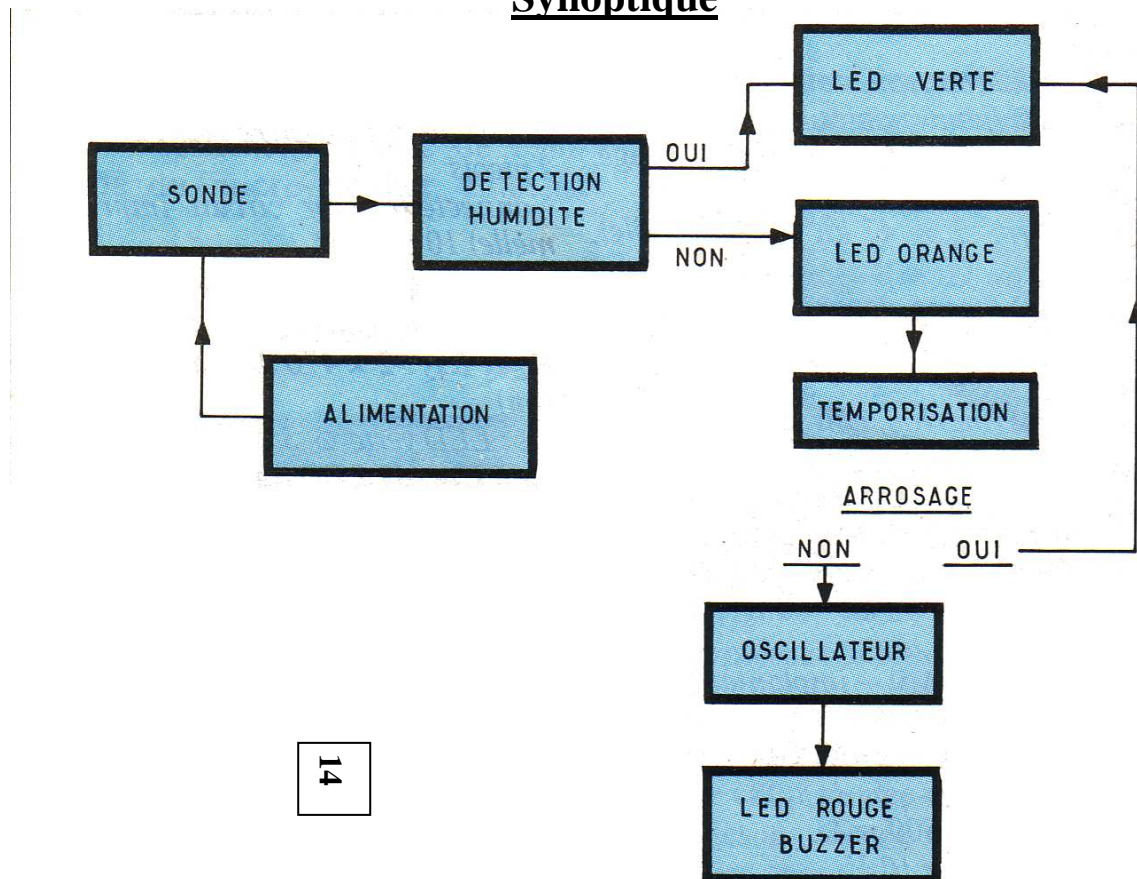 Synoptique
LED VERTE
OUI
SONDE
DETECTION
HUMIDITE
NON
LED ORANGE
ALIMENTATION
TEMPORISATION
ARROSAGE
NON
OUI
OSCILLATEUR
14
LED ROUGE
BUZZER